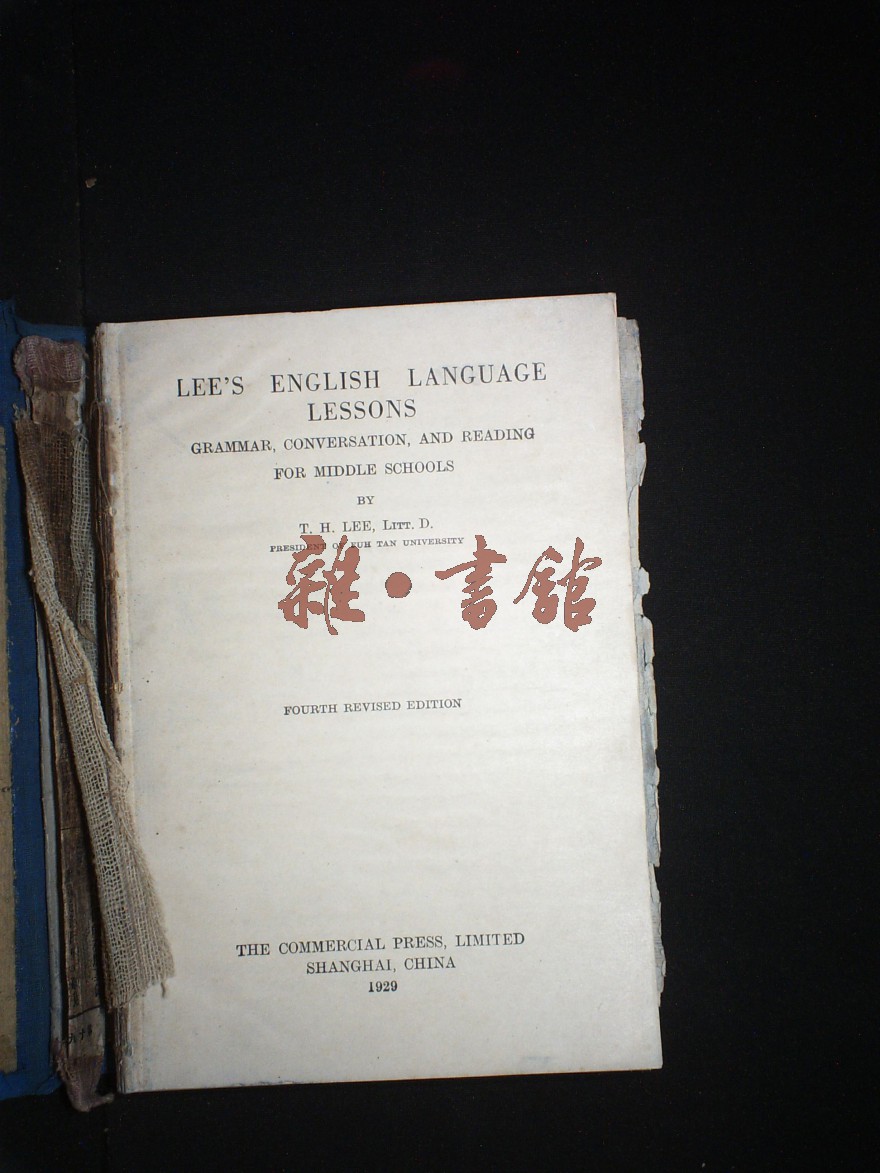 LEE'S ENGLISH LANGUAGE
LESSONS
GRAMMAR, CONVERSATION, AND READING
FOR MIDDLE SCHOOLS
BY
T. H. LEE, LITT. D.
PRESIDENT OF FUH TAN UNIVERSITY
雜•書館
FOURTH REVISED EDITION
THE COMMERCIAL PRESS, LIMITED
SHANGHAI, CHINA
1929